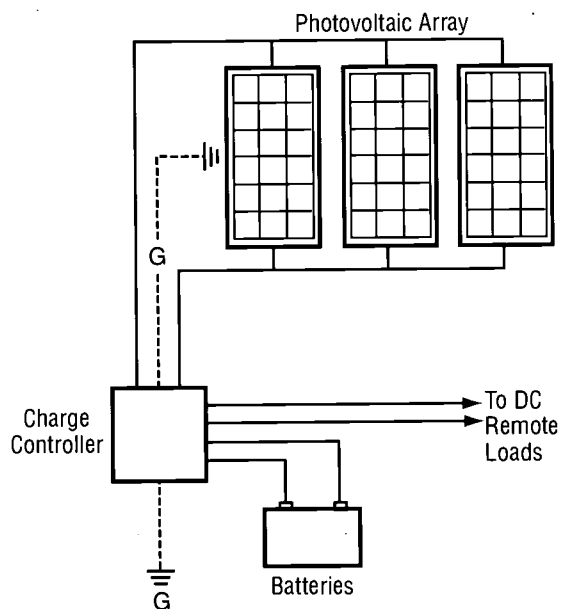 Photovoltaic Array
G
Charge
Controller
To DC
Remote
Loads
Batteries
G